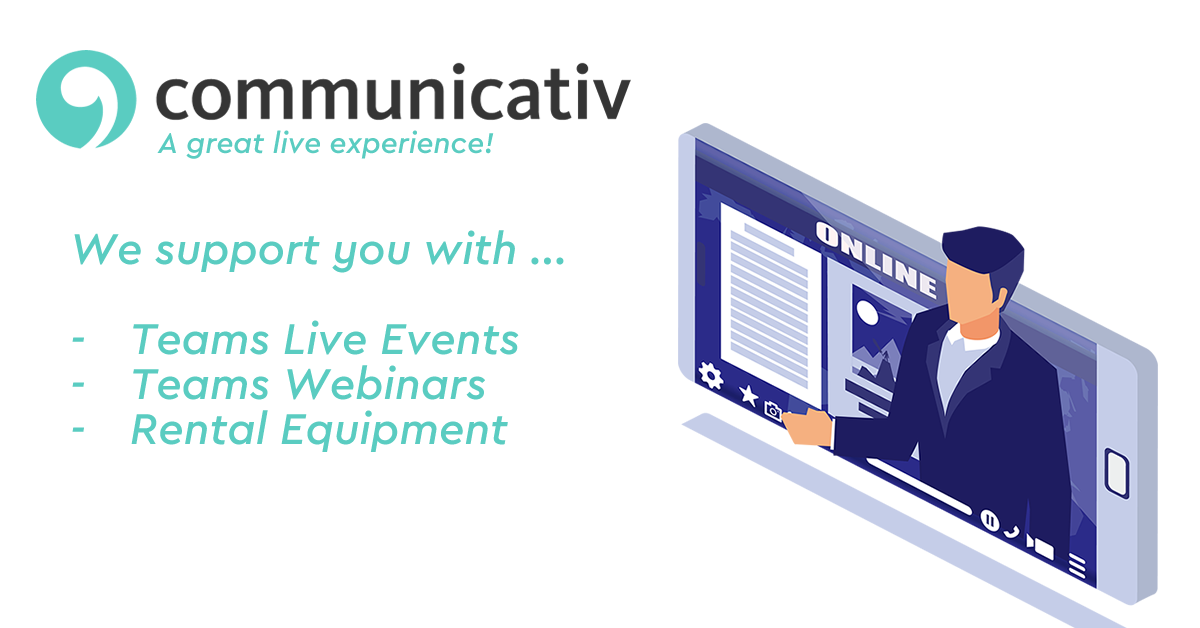 communicativ
A great live experience!
We support you with ...
- Teams Live Events
- Teams Webinars
- Rental Equipment
ONLINE